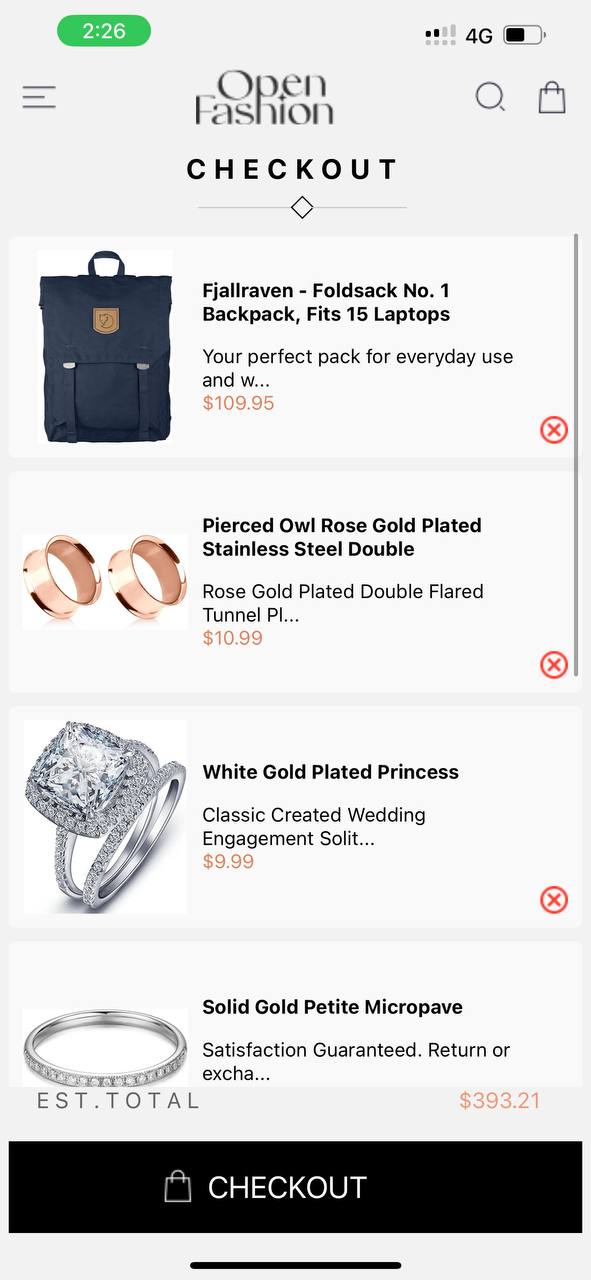 2:26
4G
Open
Fashion
CHECKOUT
Fjallraven - Foldsack No. 1
Backpack, Fits 15 Laptops
Your perfect pack for everyday use
and w...
$109.95
Pierced Owl Rose Gold Plated
Stainless Steel Double
Rose Gold Plated Double Flared
Tunnel Pl...
$10.99
White Gold Plated Princess
Classic Created Wedding
Engagement Solit...
$9.99
Solid Gold Petite Micropave
Satisfaction Guaranteed. Return or
excha...
EST.TOTAL $393.21
CHECKOUT